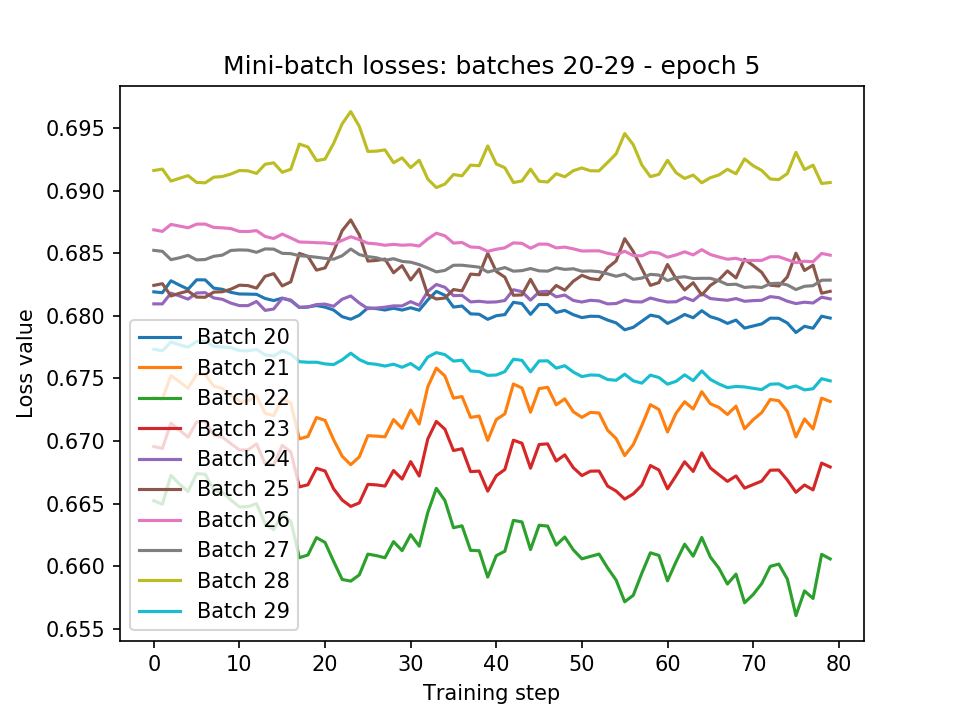 Mini-batch losses: batches 20-29 - epoch 5
Loss value
0.695
0.690
0.685
0.680
0.675
0.670
0.665
0.660
0.655
Batch 20
Batch 21
Batch 22
Batch 23
Batch 24
Batch 25
Batch 26
Batch 27
Batch 28
Batch 29
0 10 20 30 40 50 60 70 80
Training step